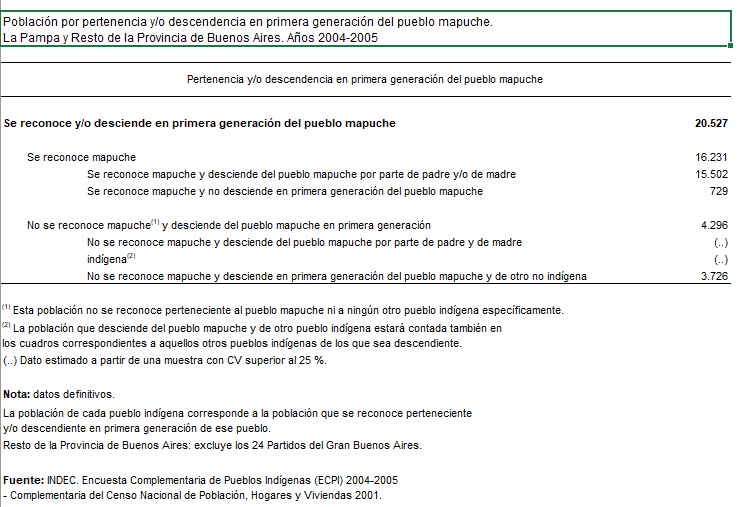 Población por pertenencia y/o descendencia en primera generación del pueblo mapuche.
La Pampa y Resto de la Provincia de Buenos Aires. Años 2004-2005
Pertenencia y/o descendencia en primera generación del pueblo mapuche
Se reconoce y/o desciende en primera generación del pueblo mapuche 20.527
Se reconoce mapuche 16.231
Se reconoce mapuche y desciende del pueblo mapuche por parte de padre y/o de madre 15.502
Se reconoce mapuche y no desciende en primera generación del pueblo mapuche 729
No se reconoce mapuche(1) y desciende del pueblo mapuche en primera generación 4.296
No se reconoce mapuche y desciende del pueblo mapuche por parte de padre y de madre (..)
indígena(2) (..)
No se reconoce mapuche y desciende en primera generación del pueblo mapuche y de otro no indígena 3.726
(1) Esta población no se reconoce perteneciente al pueblo mapuche ni a ningún otro pueblo indígena específicamente.
(2) La población que desciende del pueblo mapuche y de otro pueblo indígena estará contada también en
los cuadros correspondientes a aquellos otros pueblos indígenas de los que sea descendiente.
(..) Dato estimado a partir de una muestra con CV superior al 25 %.
Nota: datos definitivos.
La población de cada pueblo indígena corresponde a la población que se reconoce perteneciente
y/o descendiente en primera generación de ese pueblo.
Resto de la Provincia de Buenos Aires: excluye los 24 Partidos del Gran Buenos Aires.
Fuente: INDEC. Encuesta Complementaria de Pueblos Indígenas (ECPI) 2004-2005
- Complementaria del Censo Nacional de Población, Hogares y Viviendas 2001.